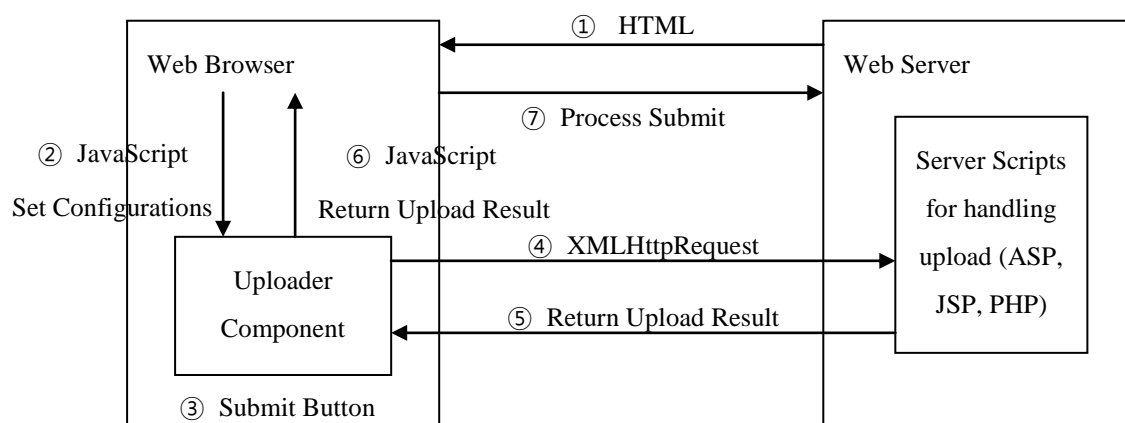 ① HTML
Web Browser
Web Server
⑦ Process Submit
② JavaScript
Set Configurations
⑥ JavaScript
Return Upload Result
Server Scripts
for handling
upload (ASP,
JSP, PHP)
④ XMLHttpRequest
Uploader
Component
⑤ Return Upload Result
③ Submit Button